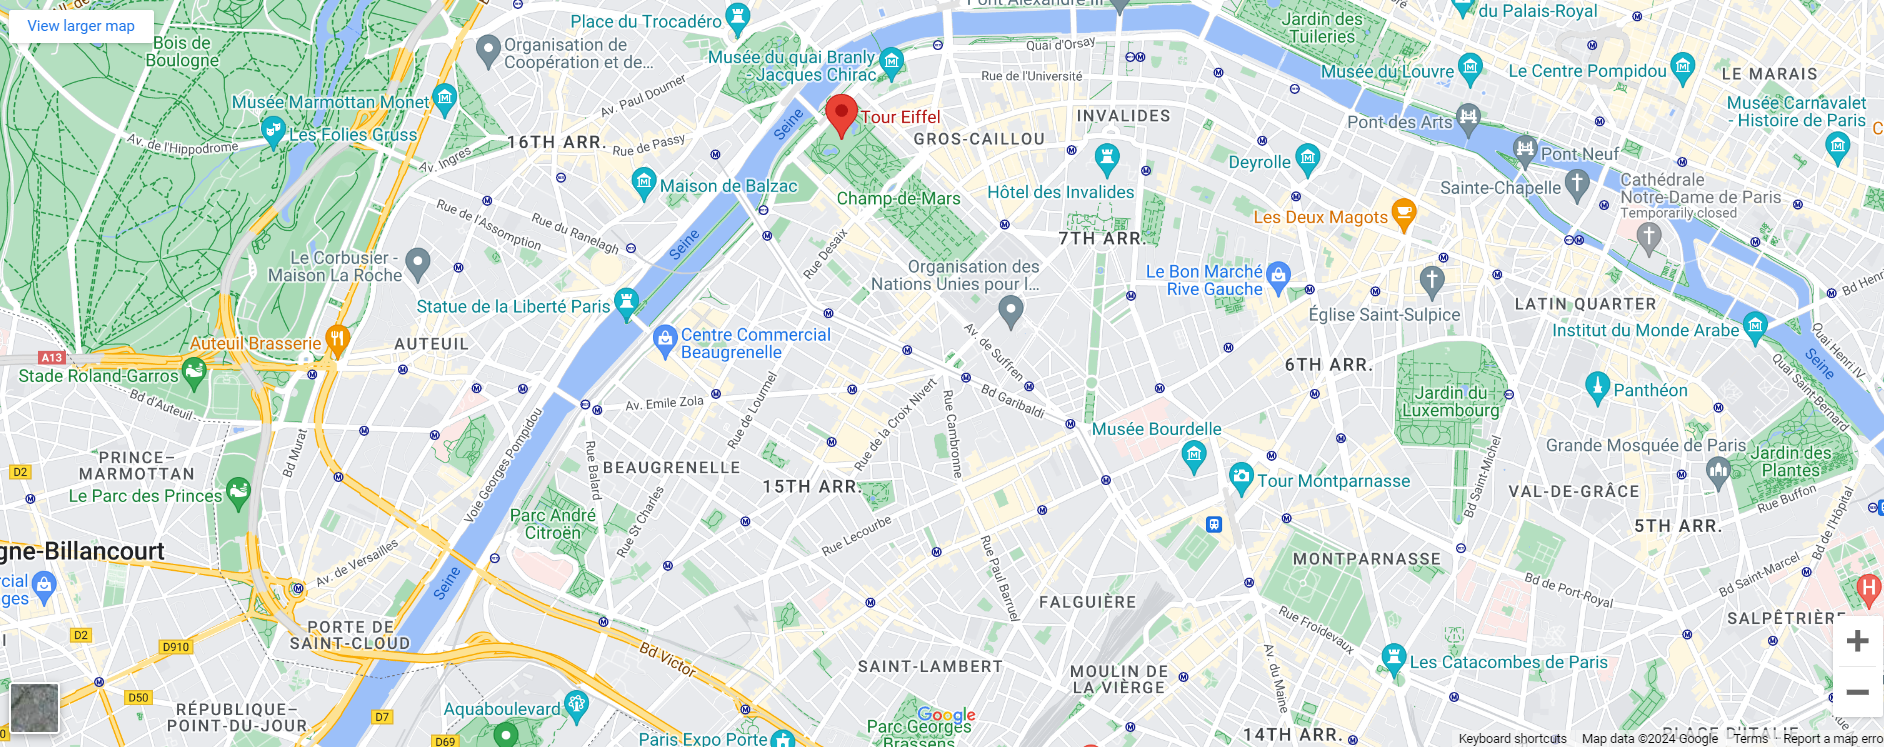 View larger map
Bois de
Boulogne
Organisation de
Coopération et de...
Place du Trocadéro
Pont Alexandre III
Quai d'Orsay
Jardin des
Tuileries
du Palais-Royal
Musée du quai Branly
- Jacques Chirac
Rue de l'Université
Musée du Louvre
Le Centre Pompidou
LE MARAIS
Musée Marmottan Monet
Av. Paul Doumer
Les Folies Gruss
Av. de l'Hippodrome
Av. Ingres
16TH ARR.
Rue de Passy
Seine
Tour Eiffel
GROS-CAILLOU
INVALIDES
Pont des Arts
Musée Carnavalet
- Histoire de Paris
C
Pont Neuf
Deyrolle
Maison de Balzac
Champ-de-Mars
Hôtel des Invalides
Sainte-Chapelle
Cathédrale
Notre-Dame de Paris
Temporarily closed
Les Deux Magots
Rue de l'Assomption
Rue du Ranelagh
Seine
Rue Desaix
7TH ARR.
Le Corbusier -
Maison La Roche
Organisation des
Nations Unies pour l...
Le Bon Marché
Rive Gauche
Bd Henri
Statue de la Liberté Paris
Église Saint-Sulpice
LATIN QUARTER
Institut du Monde Arabe
Quai Henri IV
Seine
Auteuil Brasserie
AUTEUIL
Centre Commercial
Beaugrenelle
Av. de Suffren
A13
Stade Roland-Garros
Bd d'Auteuil
6TH ARR.
Jardin du
Luxembourg
Panthéon
Quai Saint-Bernard
Av. Emile Zola
Rue de Lourmel
Rue de la Croix Nivert
Rue Cambronne
Bd Garibaldi
Musée Bourdelle
Grande Mosquée de Paris
Jardin des
Plantes
Bd Murat
Voie Georges Pompidou
Rue Balard
BEAUGRENELLE
15TH ARR.
Tour Montparnasse
Bd Saint-Michel
VAL-DE-GRÂCE
5TH ARR.
Rue Buffon
Bd de l'Hôpital
PRINCE–
MARMOTTAN
D2
Le Parc des Princes
Parc André
Citroën
Rue St Charles
Rue Lecourbe
Rue Paul Barruel
MONTPARNASSE
Bd de Port-Royal
Bd Saint-Marcel
gne-Billancourt
cial
ges
Av. de Versailles
Seine
FALGUIÈRE
Rue Froidevaux
H
SALPÊTRIÈRE
PORTE DE
SAINT-CLOUD
D2
D910
Bd Victor
SAINT-LAMBERT
MOULIN DE
LA VIÈRGE
Av. du Maine
Les Catacombes de Paris
D50
RÉPUBLIQUE–
POINT-DU-JOUR
D7
D69
Aquaboulevard
Paris Expo Porte
Parc Georges
Brassens
Google
14TH ARR.
PLACE D'ITALIE
Keyboard shortcuts
Map data ©2024 Google
Terms
Report a map erro